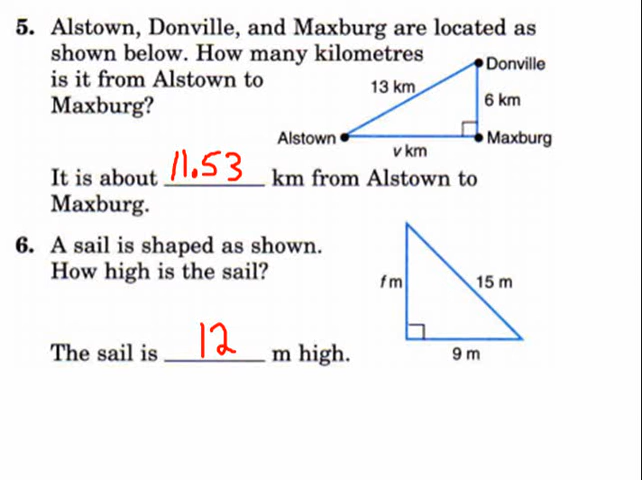 5. Alstown, Donville, and Maxburg are located as
shown below. How many kilometres
is it from Alstown to
Maxburg?
Donville
13 km
6 km
Alstown
Maxburg
v km
It is about 11.53 km from Alstown to
Maxburg.
6. A sail is shaped as shown.
How high is the sail?
f m
15 m
The sail is 12 m high.
9 m